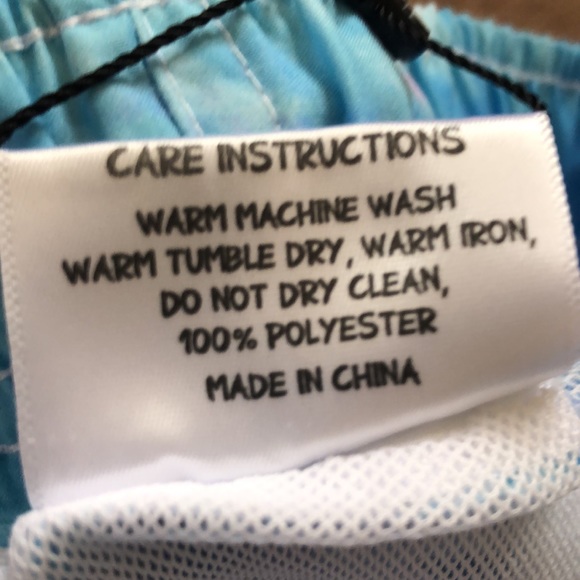 CARE INSTRUCTIONS
WARM MACHINE WASH
WARM TUMBLE DRY, WARM IRON,
DO NOT DRY CLEAN,
100% POLYESTER
MADE IN CHINA